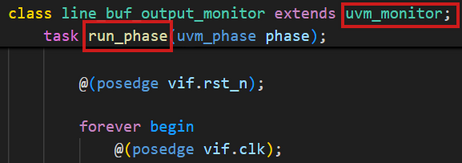 class line_buf_output_monitor extends uvm_monitor;
task run_phase(uvm_phase phase);
@(posedge vif.rst_n);
forever begin
@(posedge vif.clk);